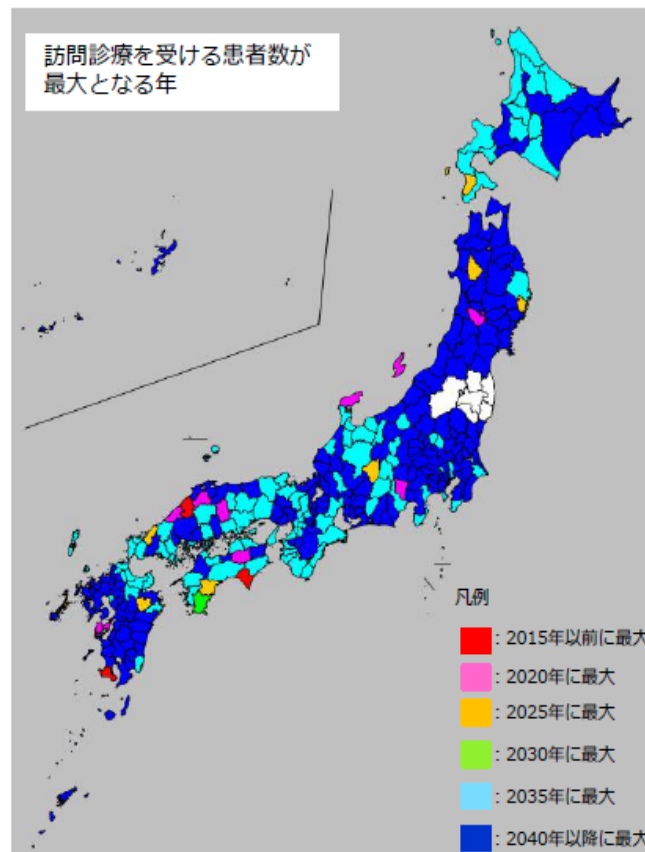 訪問診療を受ける患者数が
最大となる年
凡例
: 2015年以前に最大
: 2020年に最大
: 2025年に最大
: 2030年に最大
: 2035年に最大
: 2040年以降に最大